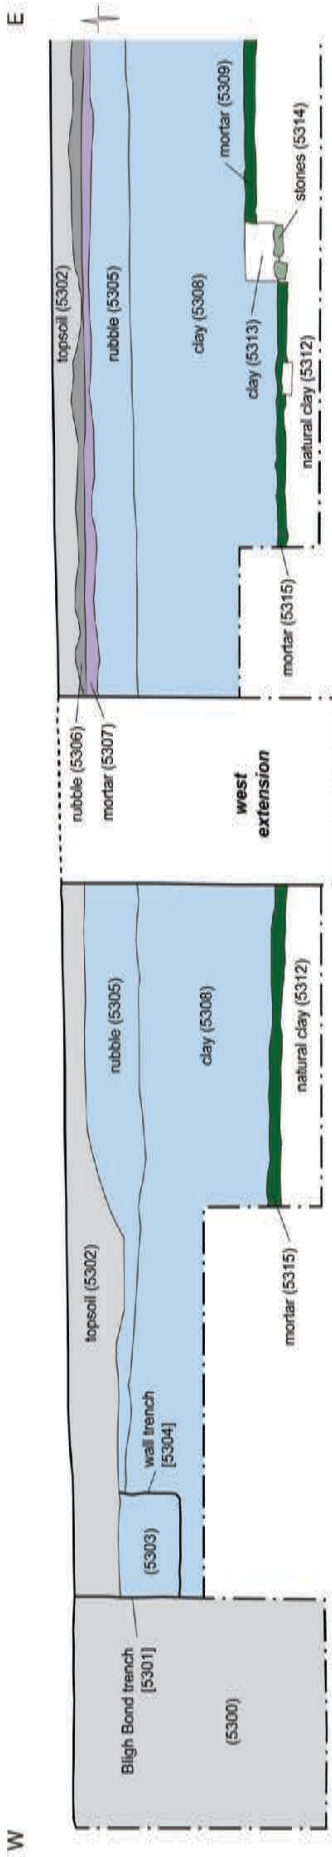 W
E
Bligh Bond trench
[5301]
(5300)
(5303)
wall trench
[5304]
topsoil (5302)
mortar (5315)
rubble (5305)
clay (5308)
natural clay (5312)
west
extension
rubble (5306)
mortar (5307)
topsoil (5302)
rubble (5305)
clay (5308)
mortar (5315)
clay (5313)
natural clay (5312)
mortar (5309)
stones (5314)